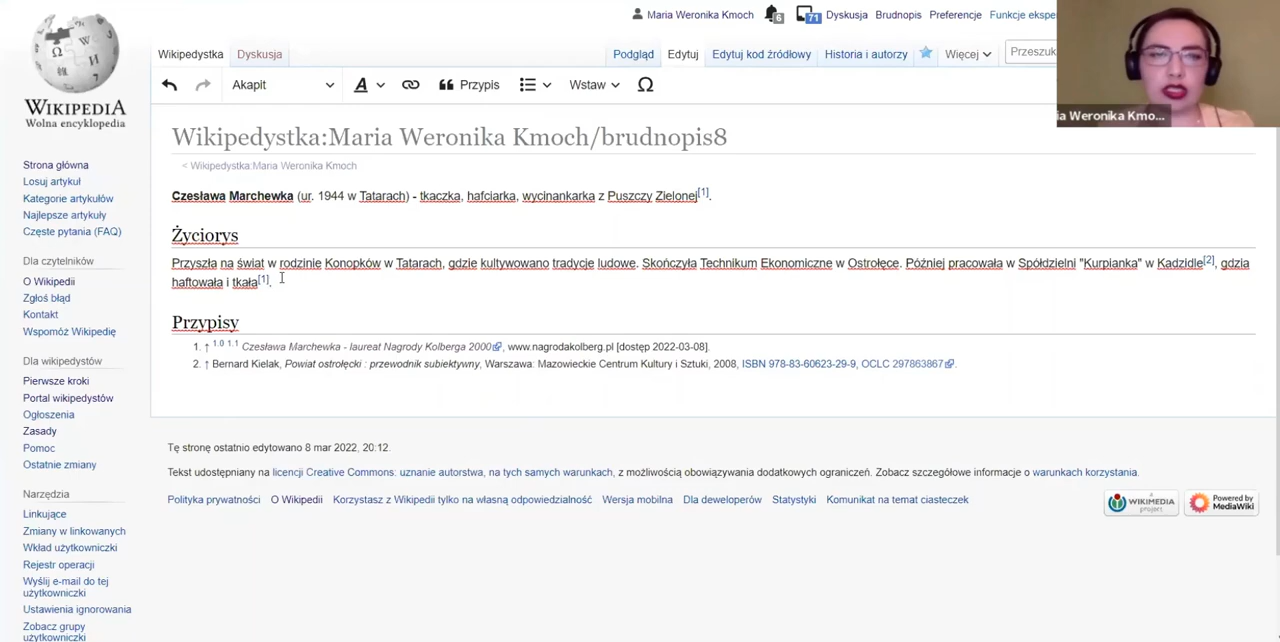 Maria Weronika Kmoch 6 71 Dyskusja Brudnopis Preferencje Funkcje ekspe
Wikipedystka Dyskusja Podgląd Edytuj Edytuj kod źródłowy Historia i autorzy Więcej Przeszuk
Akapit A Przypis Wstaw Ω
WIKIPEDIA
Wolna encyklopedia
ia Weronika Kmo...
Strona główna
Losuj artykuł
Kategorie artykułów
Najlepsze artykuły
Częste pytania (FAQ)
Dla czytelników
O Wikipedii
Zgłoś błąd
Kontakt
Wspomóż Wikipedię
Dla wikipedystów
Pierwsze kroki
Portal wikipedystów
Ogłoszenia
Zasady
Pomoc
Ostatnie zmiany
Narzędzia
Linkujące
Zmiany w linkowanych
Wkład użytkowniczki
Rejestr operacji
Wyślij e-mail do tej
użytkowniczki
Ustawienia ignorowania
Zobacz grupy
użytkowniczki
Wikipedystka:Maria Weronika Kmoch/brudnopis8
< Wikipedystka:Maria Weronika Kmoch
Czesława Marchewka (ur. 1944 w Tatarach) - tkaczka, hafciarka, wycinankarka z Puszczy Zielonej[1].
Życiorys
Przyszła na świat w rodzinie Konopków w Tatarach, gdzie kultywowano tradycje ludowe. Skończyła Technikum Ekonomiczne w Ostrołęce. Później pracowała w Spółdzielni "Kurpianka" w Kadzidle[2], gdzia
haftowała i tkała[1].
Przypisy
1. ↑ 1.0 1.1 Czesława Marchewka - laureat Nagrody Kolberga 2000, www.nagrodakolberg.pl [dostęp 2022-03-08].
2. ↑ Bernard Kielak, Powiat ostrołęcki : przewodnik subiektywny, Warszawa: Mazowieckie Centrum Kultury i Sztuki, 2008, ISBN 978-83-60623-29-9, OCLC 297863867.
Tę stronę ostatnio edytowano 8 mar 2022, 20:12.
Tekst udostępniany na licencji Creative Commons: uznanie autorstwa, na tych samych warunkach, z możliwością obowiązywania dodatkowych ograniczeń. Zobacz szczegółowe informacje o warunkach korzystania.
Polityka prywatności O Wikipedii Korzystasz z Wikipedii tylko na własną odpowiedzialność Wersja mobilna Dla deweloperów Statystyki Komunikat na temat ciasteczek
A WIKIMEDIA project
Powered by MediaWiki